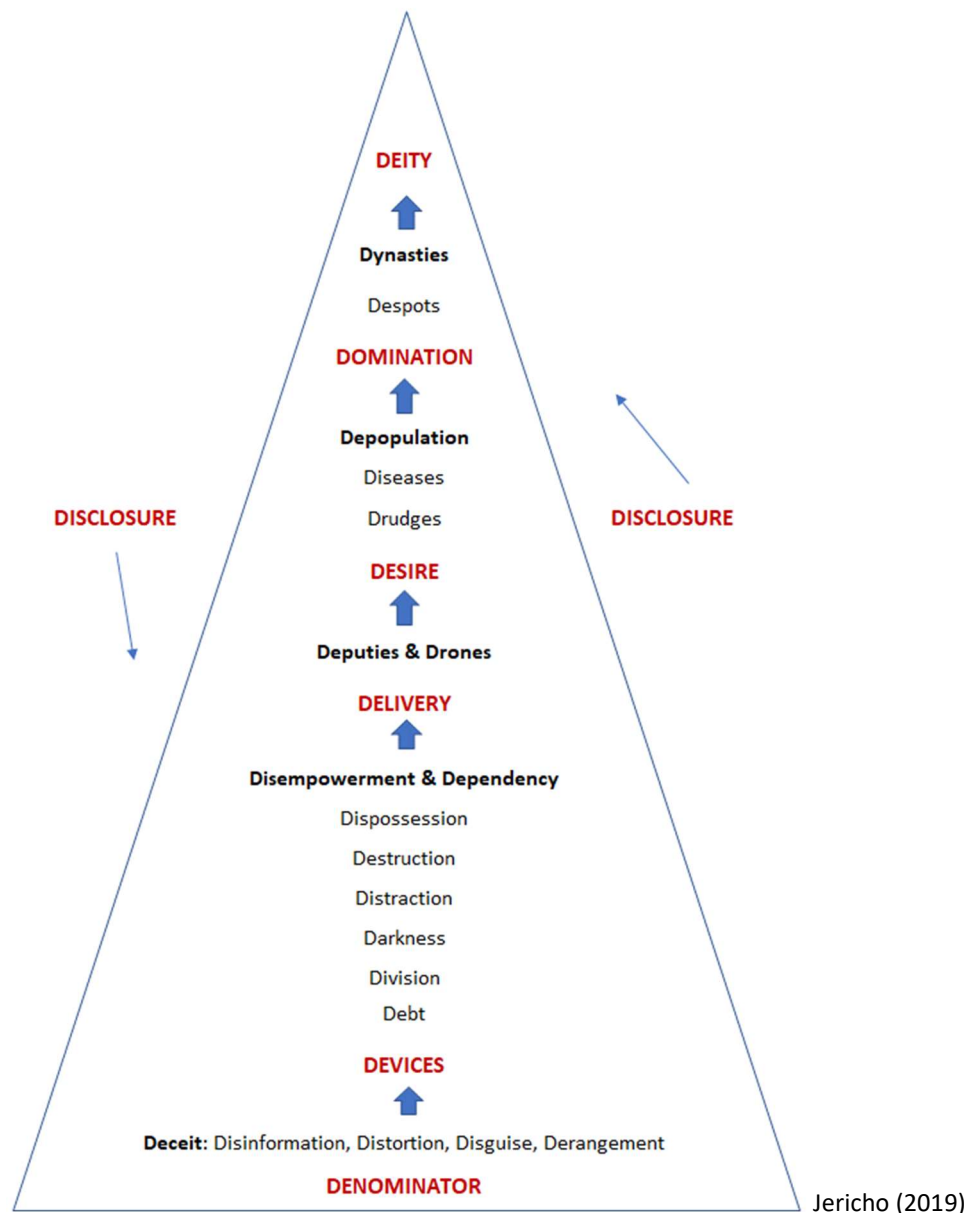 DEITY
Dynasties
Despots
DOMINATION
Depopulation
Diseases
Drudges
DISCLOSURE
DISCLOSURE
DESIRE
Deputies & Drones
DELIVERY
Disempowerment & Dependency
Dispossession
Destruction
Distraction
Darkness
Division
Debt
DEVICES
Deceit: Disinformation, Distortion, Disguise, Derangement
DENOMINATOR
Jericho (2019)